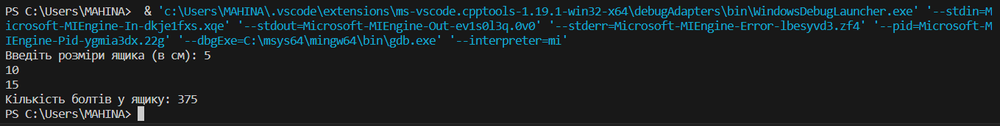 PS C:\Users\MAHINA>  & 'c:\Users\MAHINA\.vscode\extensions\ms-vscode.cpptools-1.19.1-win32-x64\debugAdapters\bin\WindowsDebugLauncher.exe' '--stdin=M
icrosoft-MIEngine-In-dkje1fxs.xqe' '--stdout=Microsoft-MIEngine-Out-ev1s0l3q.0v0' '--stderr=Microsoft-MIEngine-Error-lbesyvd3.zf4' '--pid=Microsoft-M
IEngine-Pid-ygmia3dx.22g' '--dbgExe=C:\msys64\mingw64\bin\gdb.exe' '--interpreter=mi'
Введіть розміри ящика (в см): 5
10
15
Кількість болтів у ящику: 375
PS C:\Users\MAHINA>